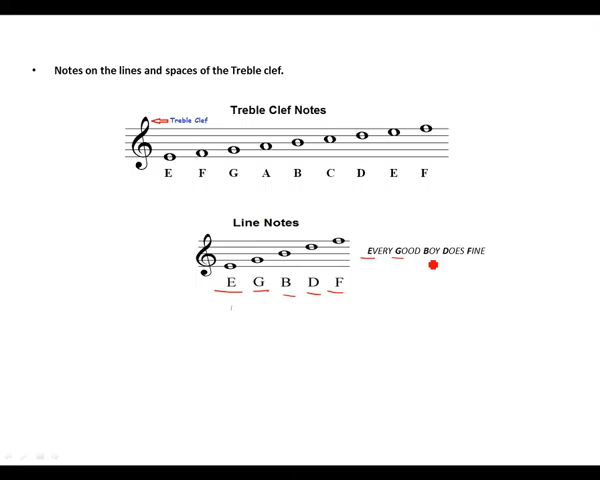 • Notes on the lines and spaces of the Treble clef.
Treble Clef Notes
Treble Clef
E F G A B C D E F
Line Notes
EVERY GOOD BOY DOES FINE
E G B D F